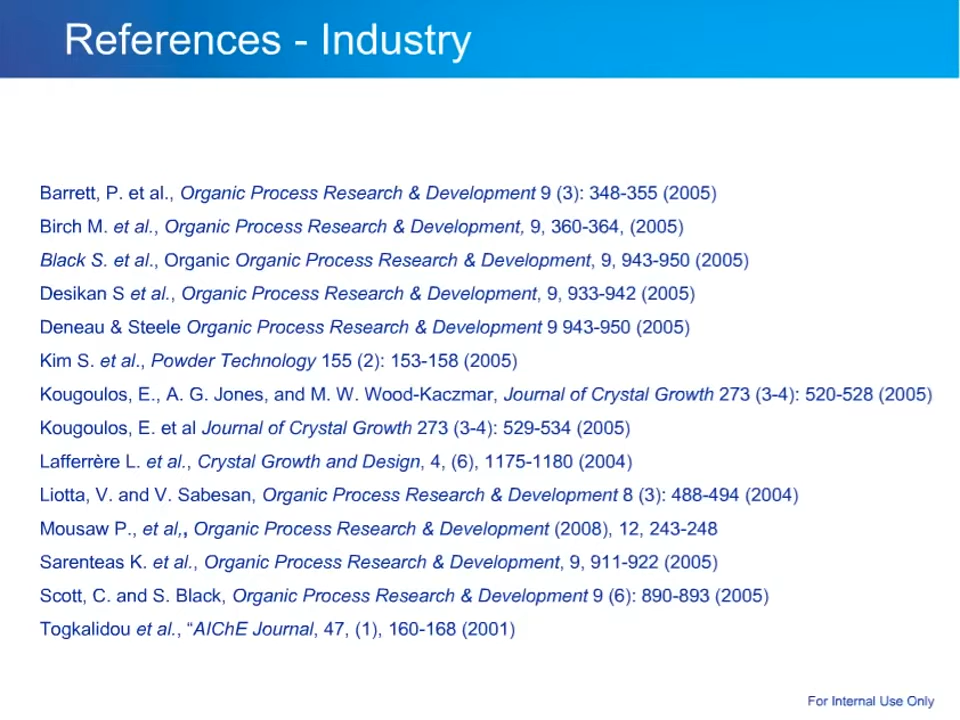 References - Industry
Barrett, P. et al., Organic Process Research & Development 9 (3): 348-355 (2005)
Birch M. et al., Organic Process Research & Development, 9, 360-364, (2005)
Black S. et al., Organic Organic Process Research & Development, 9, 943-950 (2005)
Desikan S et al., Organic Process Research & Development, 9, 933-942 (2005)
Deneau & Steele Organic Process Research & Development 9 943-950 (2005)
Kim S. et al., Powder Technology 155 (2): 153-158 (2005)
Kougoulos, E., A. G. Jones, and M. W. Wood-Kaczmar, Journal of Crystal Growth 273 (3-4): 520-528 (2005)
Kougoulos, E. et al Journal of Crystal Growth 273 (3-4): 529-534 (2005)
Lafferrère L. et al., Crystal Growth and Design, 4, (6), 1175-1180 (2004)
Liotta, V. and V. Sabesan, Organic Process Research & Development 8 (3): 488-494 (2004)
Mousaw P., et al,, Organic Process Research & Development (2008), 12, 243-248
Sarenteas K. et al., Organic Process Research & Development, 9, 911-922 (2005)
Scott, C. and S. Black, Organic Process Research & Development 9 (6): 890-893 (2005)
Togkalidou et al., “AIChE Journal, 47, (1), 160-168 (2001)
For Internal Use Only